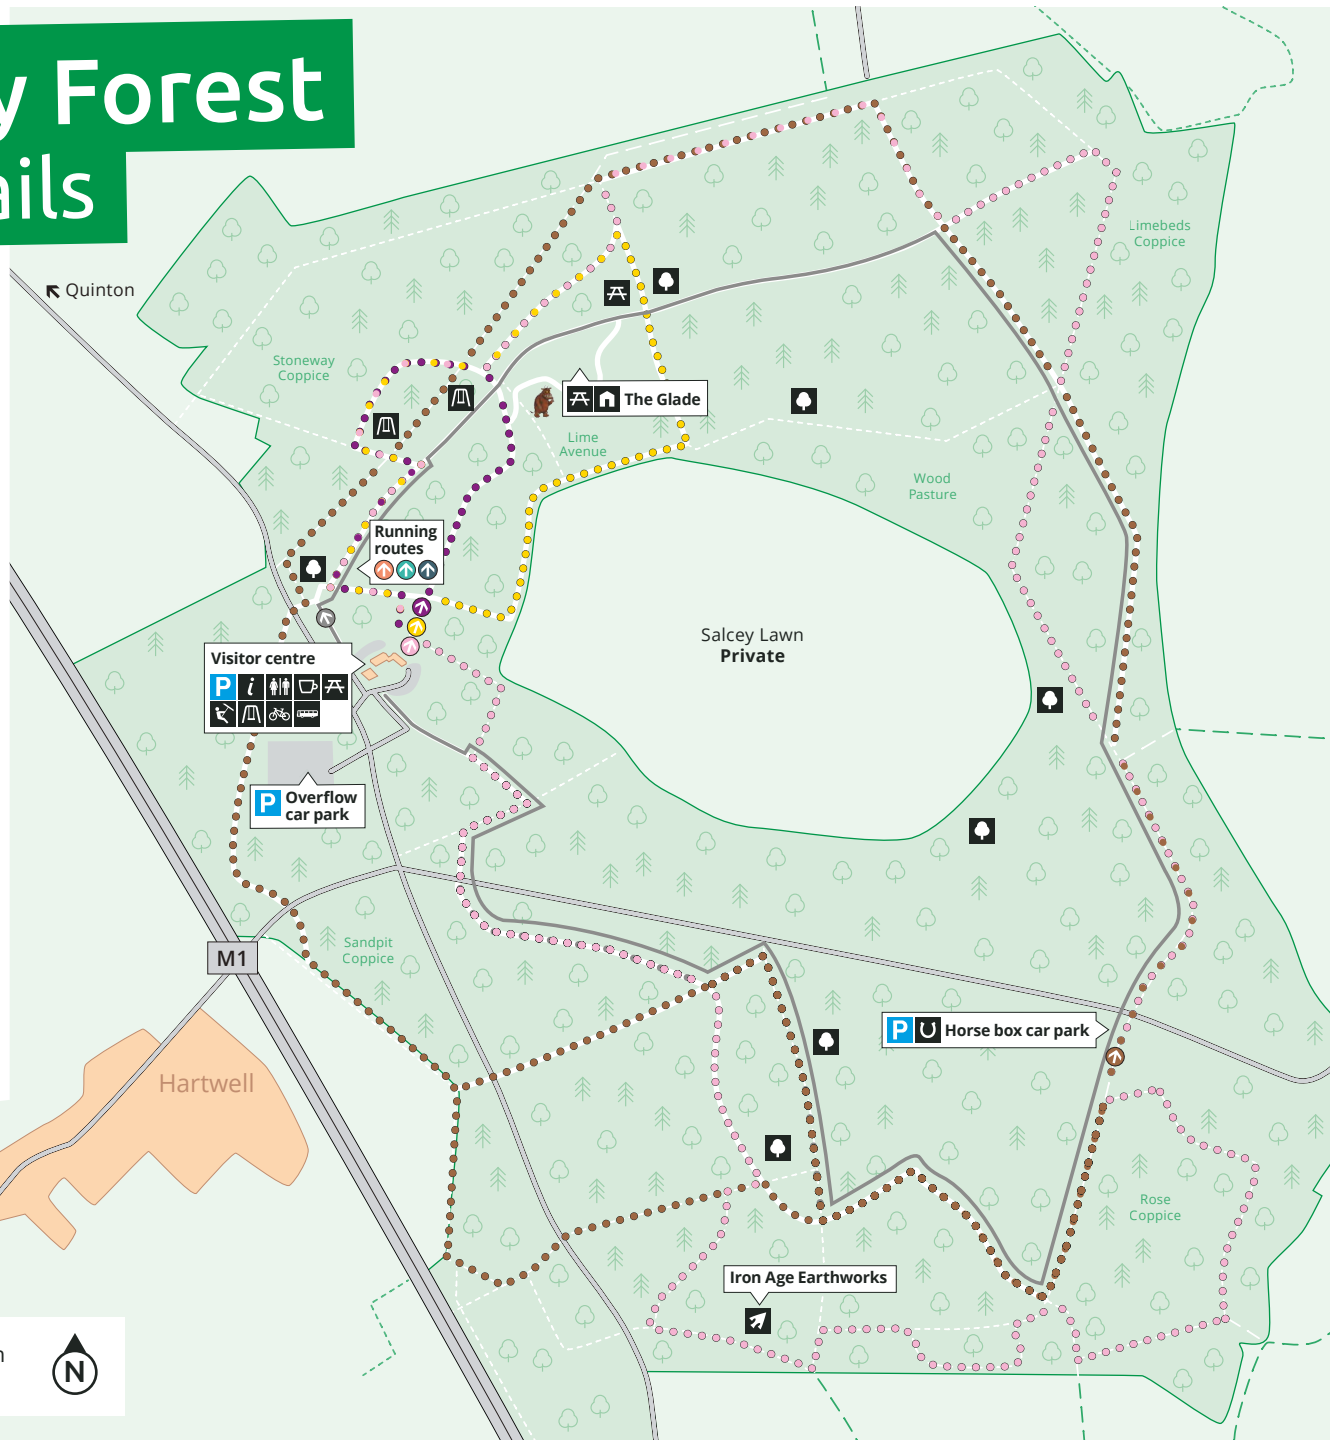 y Forest
ails
Quinton
Limebeds
Coppice
Stoneway
Coppice
The Glade
Lime
Avenue
Wood
Pasture
Running
routes
Salcey Lawn
Private
Visitor centre
P
i
P
Overflow
car park
Sandpit
Coppice
M1
P
Horse box car park
Hartwell
Rose
Coppice
Iron Age Earthworks
N